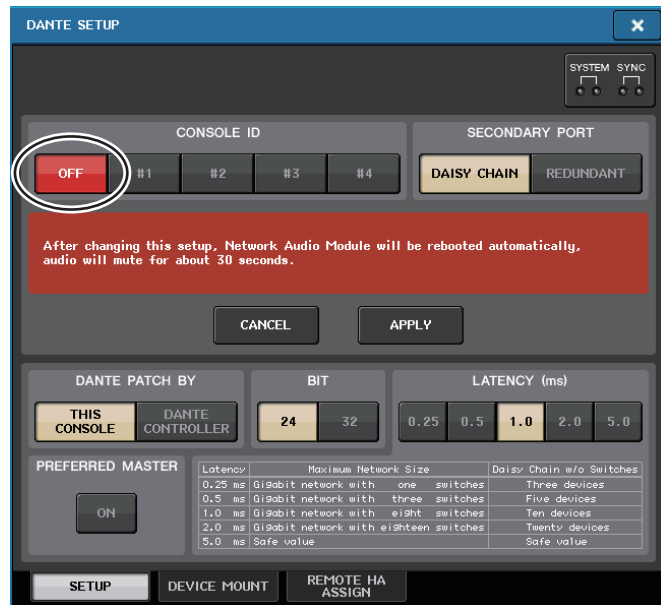 DANTE SETUP
SYSTEM SYNC
CONSOLE ID
SECONDARY PORT
OFF #1 #2 #3 #4
DAISY CHAIN REDUNDANT
After changing this setup, Network Audio Module will be rebooted automatically,
audio will mute for about 30 seconds.
CANCEL APPLY
DANTE PATCH BY
THIS CONSOLE
DANTE CONTROLLER
BIT
24 32
LATENCY (ms)
0.25 0.5 1.0 2.0 5.0
PREFERRED MASTER
ON
Latency Maximum Network Size Daisy Chain w/o Switches
0.25 ms Gigabit network with one switches Three devices
0.5 ms Gigabit network with three switches Five devices
1.0 ms Gigabit network with eight switches Ten devices
2.0 ms Gigabit network with eighteen switches Twenty devices
5.0 ms Safe value Safe value
SETUP
DEVICE MOUNT
REMOTE HA ASSIGN